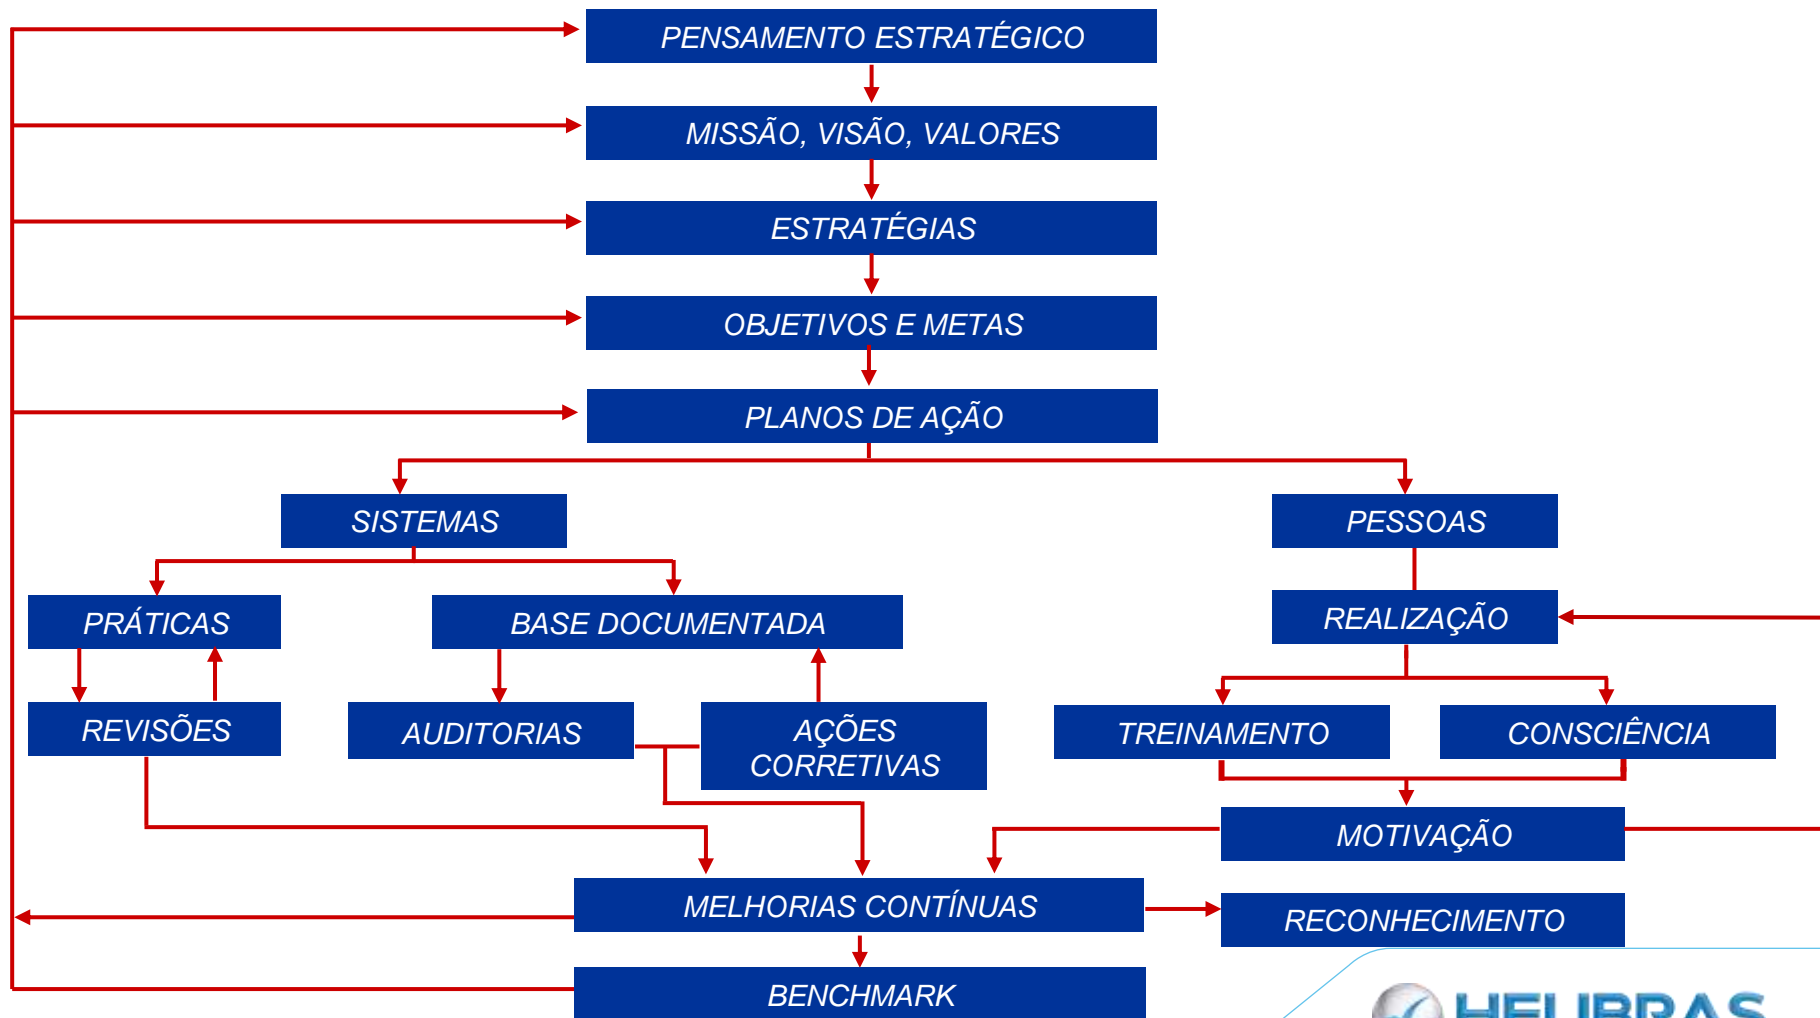 PENSAMENTO ESTRATÉGICO
MISSÃO, VISÃO, VALORES
ESTRATÉGIAS
OBJETIVOS E METAS
PLANOS DE AÇÃO
SISTEMAS
PESSOAS
PRÁTICAS
BASE DOCUMENTADA
REALIZAÇÃO
REVISÕES
AUDITORIAS
AÇÕES
CORRETIVAS
TREINAMENTO
CONSCIÊNCIA
MOTIVAÇÃO
MELHORIAS CONTÍNUAS
RECONHECIMENTO
BENCHMARK
HELIBRAS